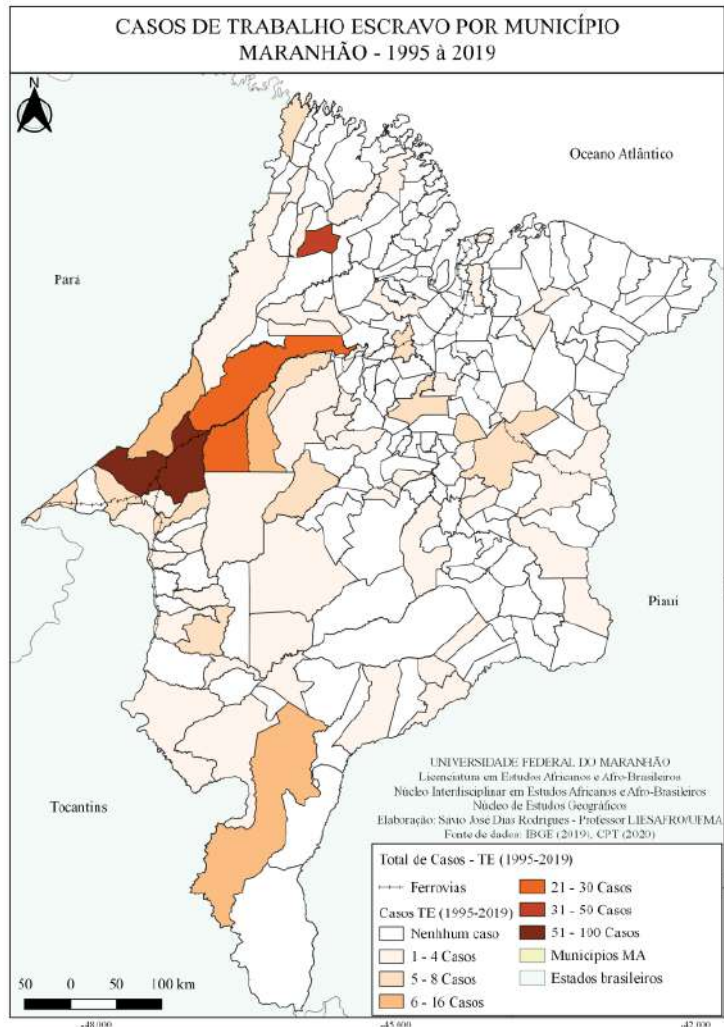 CASOS DE TRABALHO ESCRAVO POR MUNICÍPIO
MARANHÃO - 1995 à 2019
N
Oceano Atlântico
Pará
Piauí
Tocantins
UNIVERSIDADE FEDERAL DO MARANHÃO
Licenciatura em Estudos Africanos e Afro-Brasileiros
Núcleo Interdisciplinar em Estudos Africanos e Afro-Brasileiros
Núcleo de Estudos Geográficos
Elaboração: Sávio José Dias Rodrigues - Professor LIESAFRO/UFMA
Fonte de dados: IBGE (2019), CPT (2020)
Total de Casos - TE (1995-2019)
Ferrovias
Casos TE (1995-2019)
Nenhhum caso
1 - 4 Casos
5 - 8 Casos
6 - 16 Casos
21 - 30 Casos
31 - 50 Casos
51 - 100 Casos
Municípios MA
Estados brasileiros
50 0 50 100 km
-48.000 -45.000 -42.000